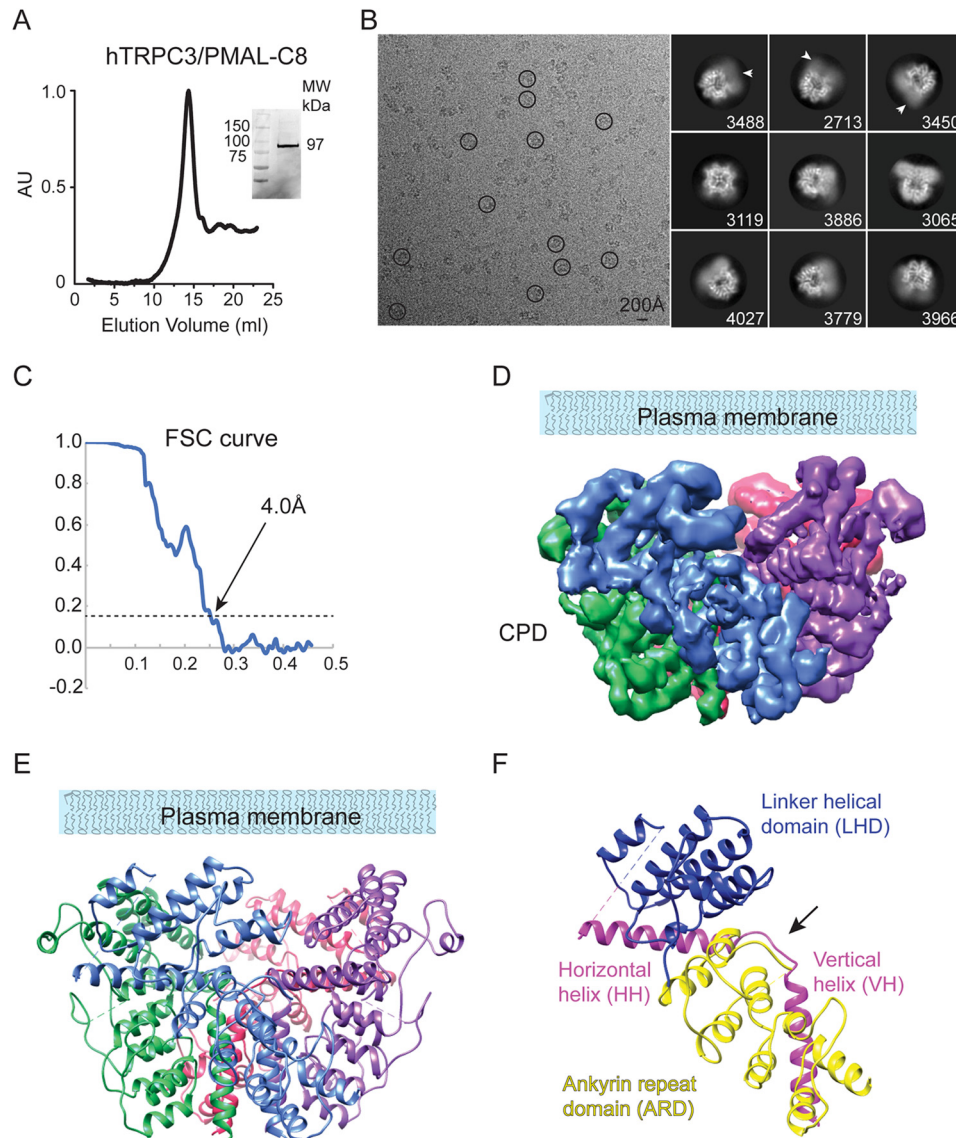 A
hTRPC3/PMAL-C8
MW
kDa
150
100
75
97
1.0
0.5
0
AU
0 5 10 15 20 25
Elution Volume (ml)
B
200Å
3488 2713 3450
3119 3886 3065
4027 3779 3966
C
FSC curve
4.0Å
1.0
0.8
0.6
0.4
0.2
0.0
-0.2
0.1 0.2 0.3 0.4 0.5
D
Plasma membrane
CPD
E
Plasma membrane
F
Linker helical
domain (LHD)
Horizontal
helix (HH)
Vertical
helix (VH)
Ankyrin repeat
domain (ARD)